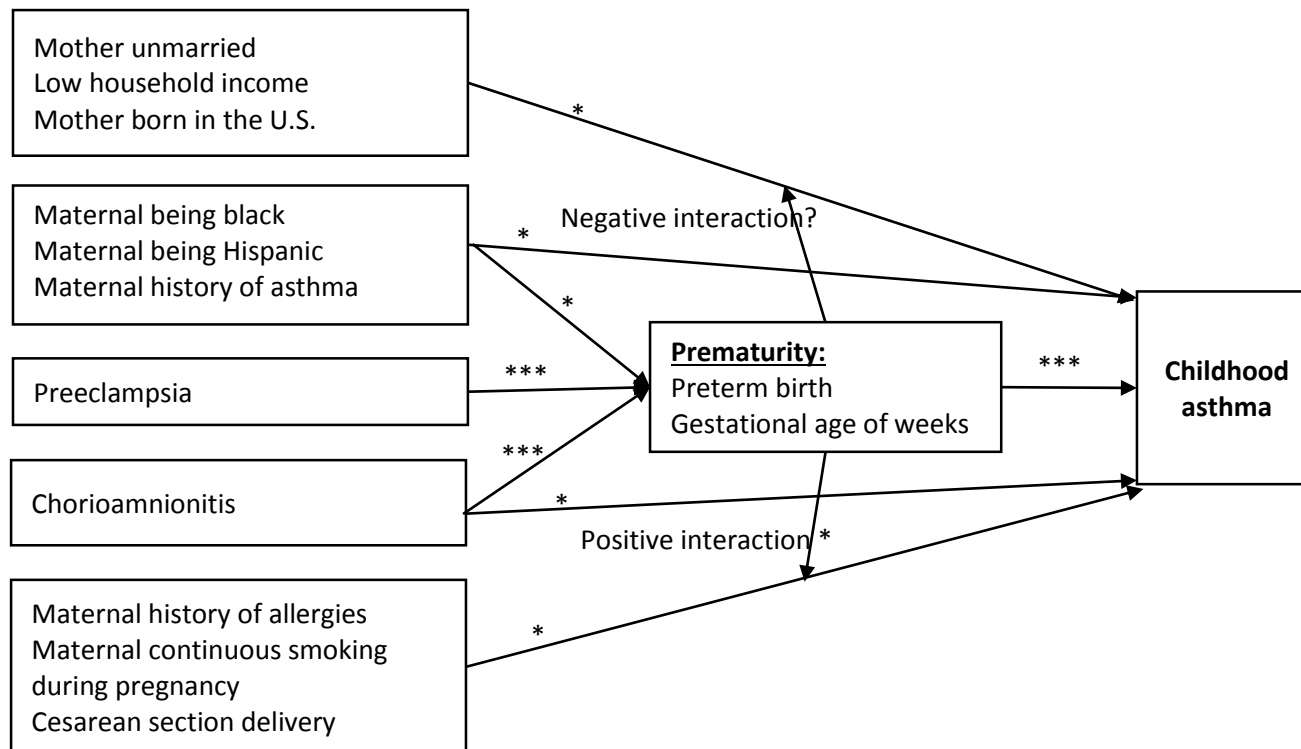 Mother unmarried
Low household income
Mother born in the U.S.
*
Maternal being black
Maternal being Hispanic
Maternal history of asthma
Negative interaction?
*
*
Preeclampsia
***
Prematurity:
Preterm birth
Gestational age of weeks
***
Childhood
asthma
Chorioamnionitis
***
*
Positive interaction *
Maternal history of allergies
Maternal continuous smoking
during pregnancy
Cesarean section delivery
*